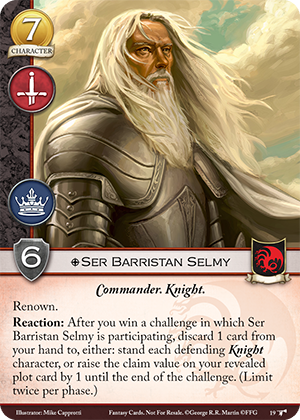 7
CHARACTER
6
SER BARRISTAN SELMY
Commander. Knight.
Renown.
Reaction: After you win a challenge in which Ser
Barristan Selmy is participating, discard 1 card from
your hand to, either: stand each defending Knight
character, or raise the claim value on your revealed
plot card by 1 until the end of the challenge. (Limit
twice per phase.)
Illustrator: Mike Capprotti
Fantasy Cards. Not For Resale. ©George R.R. Martin ©FFG
19